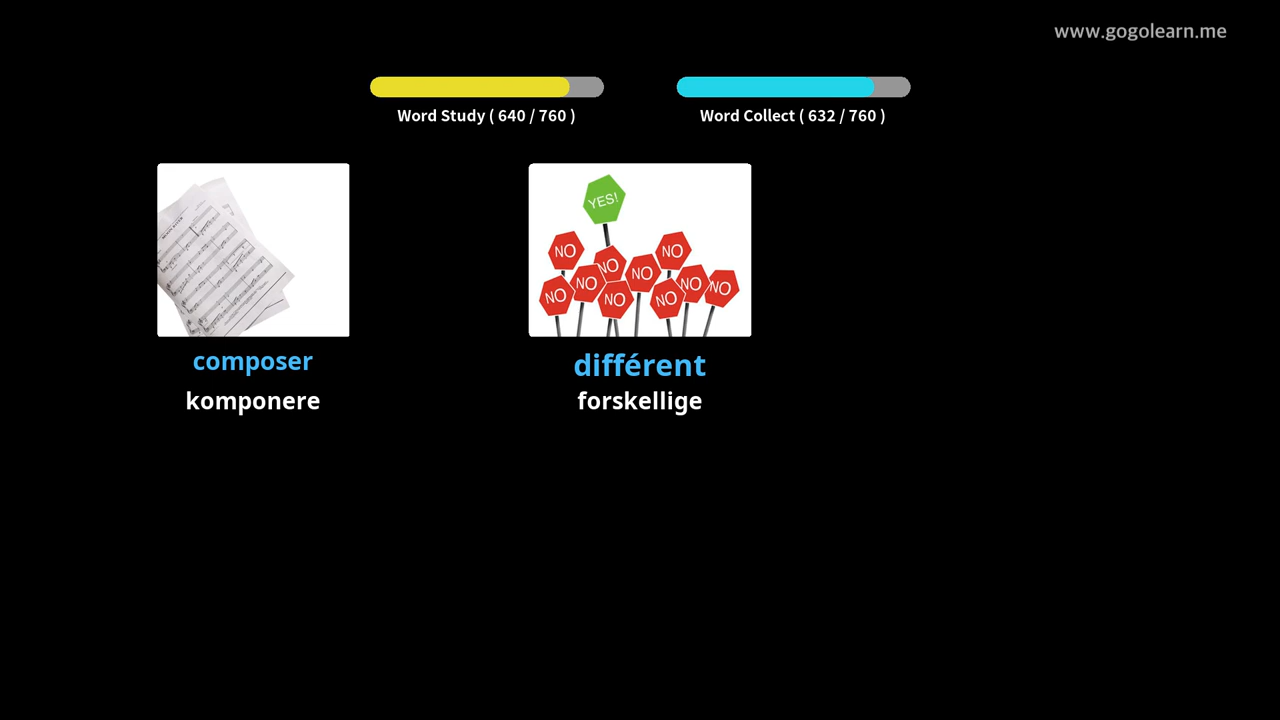 www.gogolearn.me
Word Study ( 640 / 760 )
Word Collect ( 632 / 760 )
YES!
NO
NO
NO
NO
NO
NO
NO
NO
NO
NO
composer
komponere
différent
forskellige